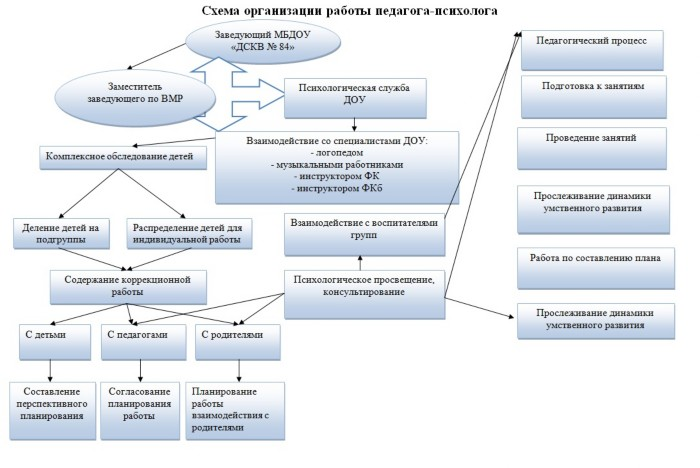 Схема организации работы педагога-психолога
Заведующий МБДОУ
«ДСКВ № 84»
Заместитель
заведующего по ВМР
Психологическая служба
ДОУ
Взаимодействие со специалистами ДОУ:
- логопедом
- музыкальными работниками
- инструктором ФК
- инструктором ФКб
Комплексное обследование детей
Деление детей на
подгруппы
Распределение детей для
индивидуальной работы
Взаимодействие с воспитателями
групп
Содержание коррекционной
работы
Психологическое просвещение,
консультирование
С детьми
С педагогами
С родителями
Составление
перспективного
планирования
Согласование
планирования
работы
Планирование
работы
взаимодействия с
родителями
Педагогический процесс
Подготовка к занятиям
Проведение занятий
Прослеживание динамики
умственного развития
Работа по составлению плана
Прослеживание динамики
умственного развития